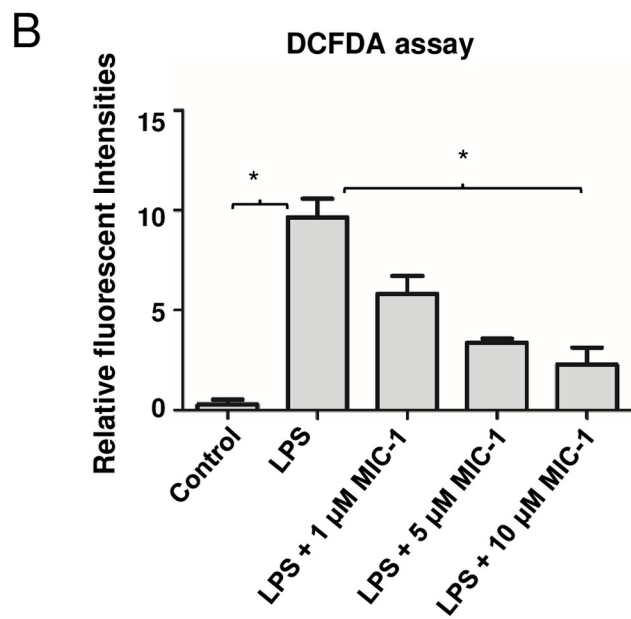 B
DCFDA assay
Relative fluorescent Intensities
15
10
5
0
*
*
Control
LPS
LPS + 1 µM MIC-1
LPS + 5 µM MIC-1
LPS + 10 µM MIC-1